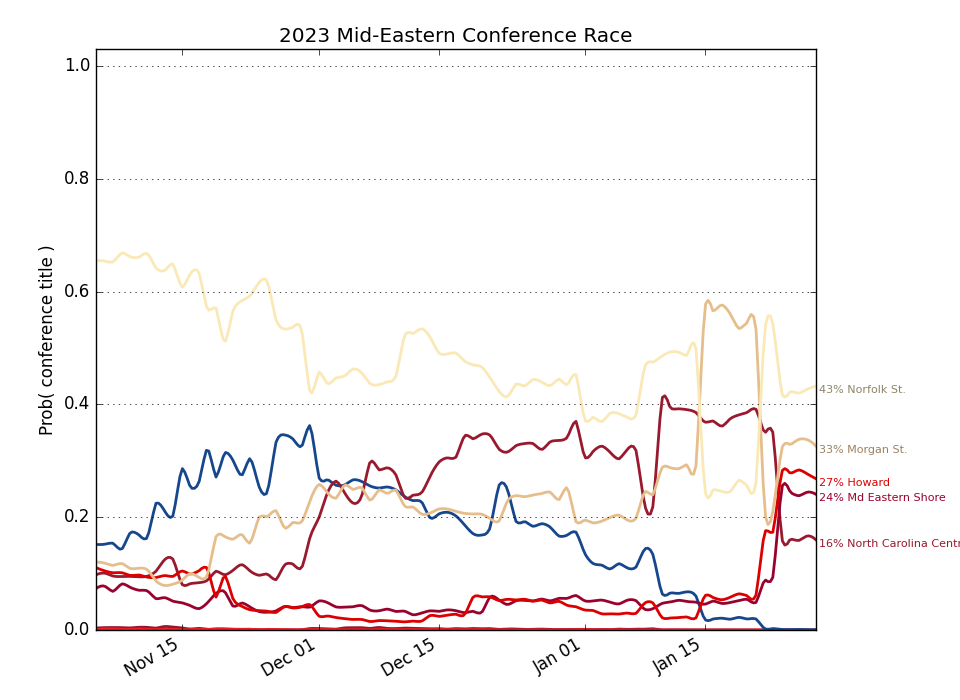 2023 Mid-Eastern Conference Race
Prob( conference title )
1.0
0.8
0.6
0.4
0.2
0.0
Nov 15
Dec 01
Dec 15
Jan 01
Jan 15
43% Norfolk St.
33% Morgan St.
27% Howard
24% Md Eastern Shore
16% North Carolina Centr